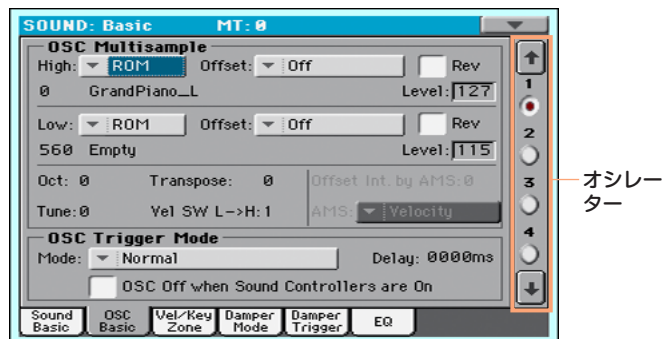 SOUND: Basic MT: 0
OSC Multisample
High: ROM Offset: Off Rev
0 GrandPiano_L Level: 127
Low: ROM Offset: Off Rev
560 Empty Level: 115
Oct: 0 Transpose: 0 Offset Int. by AMS: 0
Tune: 0 Vel SW L->H: 1 AMS: Velocity
OSC Trigger Mode
Mode: Normal Delay: 0000ms
OSC Off when Sound Controllers are On
Sound Basic
OSC Basic
Vel/Key Zone
Damper Mode
Damper Trigger
EQ
1
2
3
4
オシレー
ター